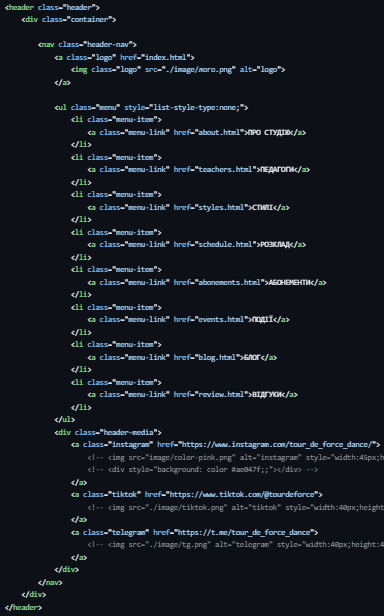 <header class="header">
<div class="container">
<nav class="header-nav">
<a class="logo" href="index.html">
<img class="logo" src="./image/moro.png" alt="logo">
</a>
<ul class="menu" style="list-style-type:none;">
<li class="menu-item">
<a class="menu-link" href="about.html">ПРО СТУДІЮ</a>
</li>
<li class="menu-item">
<a class="menu-link" href="teachers.html">ПЕДАГОГИ</a>
</li>
<li class="menu-item">
<a class="menu-link" href="styles.html">СТИЛІ</a>
</li>
<li class="menu-item">
<a class="menu-link" href="schedule.html">РОЗКЛАД</a>
</li>
<li class="menu-item">
<a class="menu-link" href="abonements.html">АБОНЕМЕНТИ</a>
</li>
<li class="menu-item">
<a class="menu-link" href="events.html">ПОДІЇ</a>
</li>
<li class="menu-item">
<a class="menu-link" href="blog.html">БЛОГ</a>
</li>
<li class="menu-item">
<a class="menu-link" href="review.html">ВІДГУКИ</a>
</li>
</ul>
<div class="header-media">
<a class="instagram" href="https://www.instagram.com/tour_de_force_dance/">
<!-- <img src="image/color-pink.png" alt="instagram" style="width:45px;h
<!-- <div style="background: color #ae047f;;"></div> -->
</a>
<a class="tiktok" href="https://www.tiktok.com/@tourdeforce">
<!-- <img src="./image/tiktok.png" alt="tiktok" style="width:40px;height
</a>
<a class="telegram" href="https://t.me/tour_de_force_dance">
<!-- <img src="./image/tg.png" alt="telegram" style="width:40px;height:4
</a>
</div>
</nav>
</div>
</header>